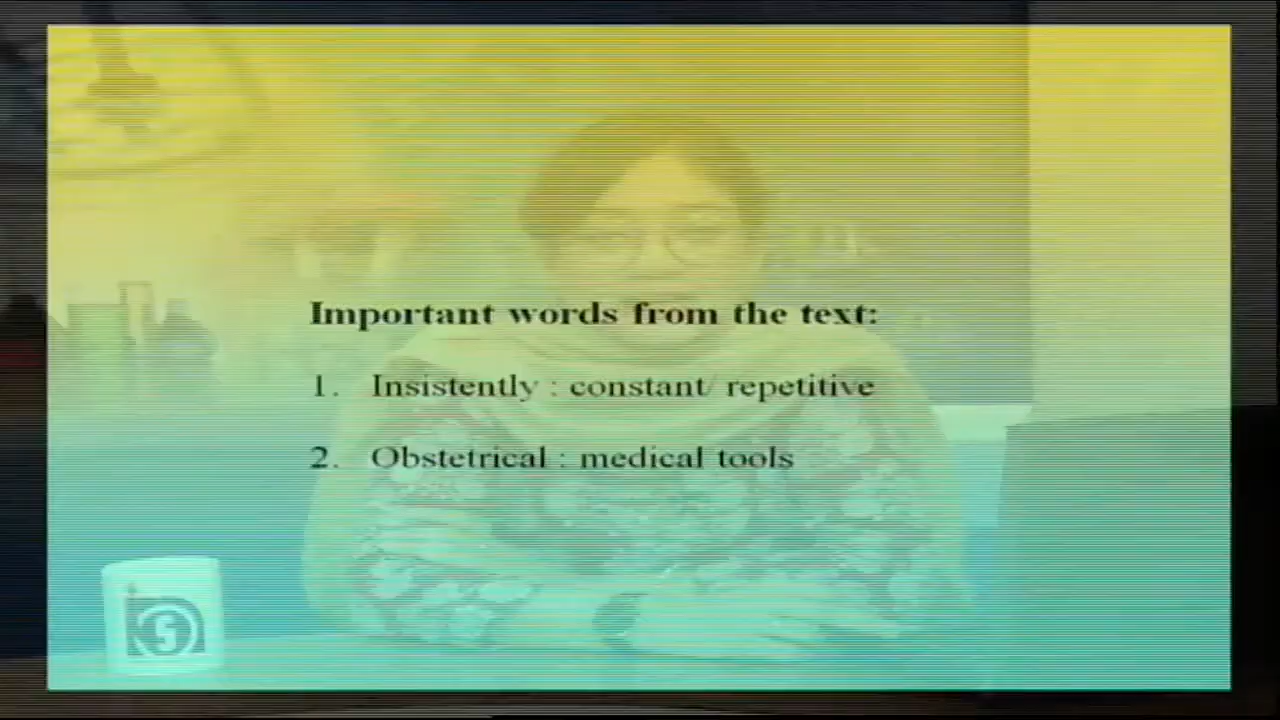 Important words from the text:
1. Insistently : constant/ repetitive
2. Obstetrical : medical tools